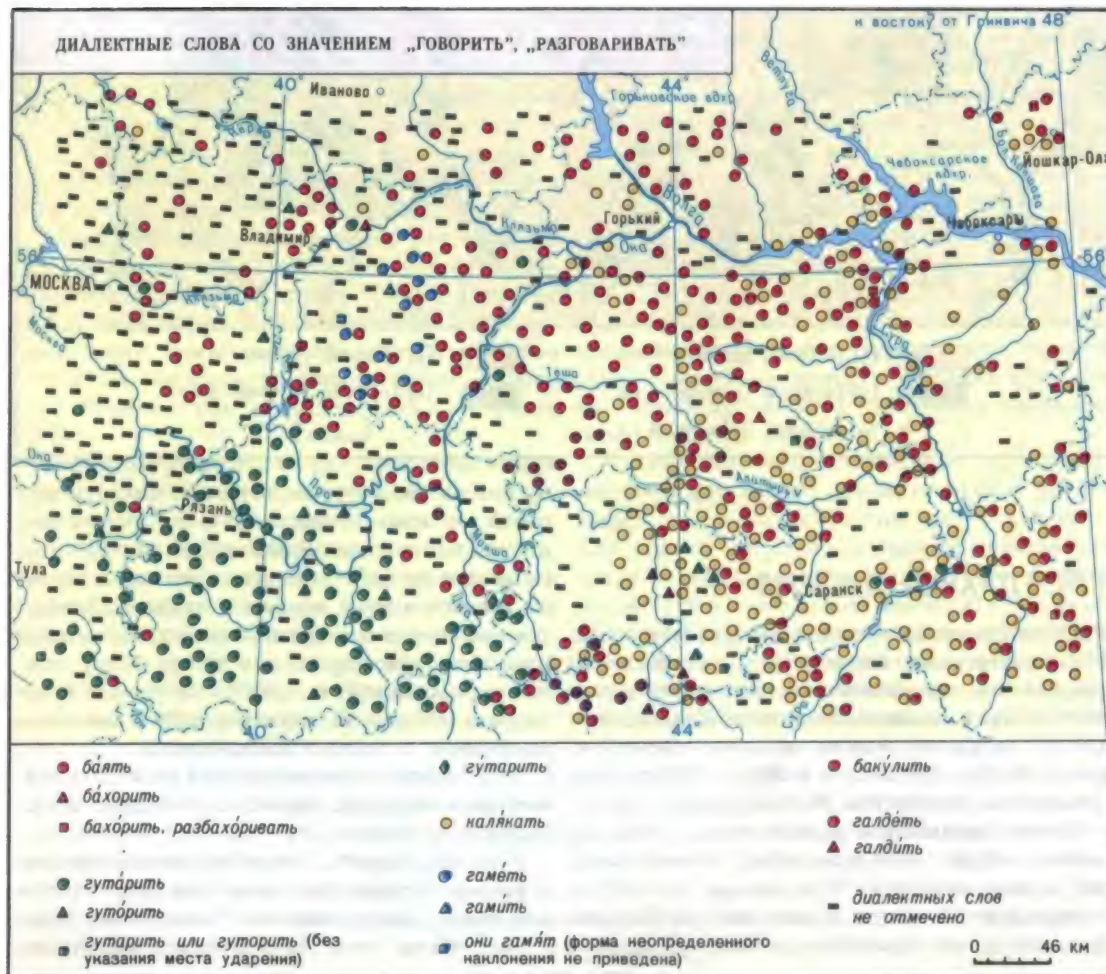 ДИАЛЕКТНЫЕ СЛОВА СО ЗНАЧЕНИЕМ „ГОВОРИТЬ”, „РАЗГОВАРИВАТЬ”
к востоку от Гринвича 48°
40°
44°
Иваново
Горьковское вдхр.
Ветлуга
Йошкар-Ола
Чебоксарское вдхр.
Волга
Горький
Чебоксары
Владимир
Клязьма
Ока
56°
56°
МОСКВА
Клязьма
Москва
Сура
Теша
Ока
Пра
Рязань
Алатырь
Мокша
Тула
Саранск
40°
44°
ба́ять
ба́хорить
бахо́рить, разбахо́ривать
гута́рить
гуто́рить
гутарить или гуторить (без
указания места ударения)
гу́тарить
каля́кать
гаме́ть
гами́ть
они гамя́т (форма неопределенного
наклонения не приведена)
баку́лить
галде́ть
галди́ть
диалектных слов
не отмечено
0 46 км